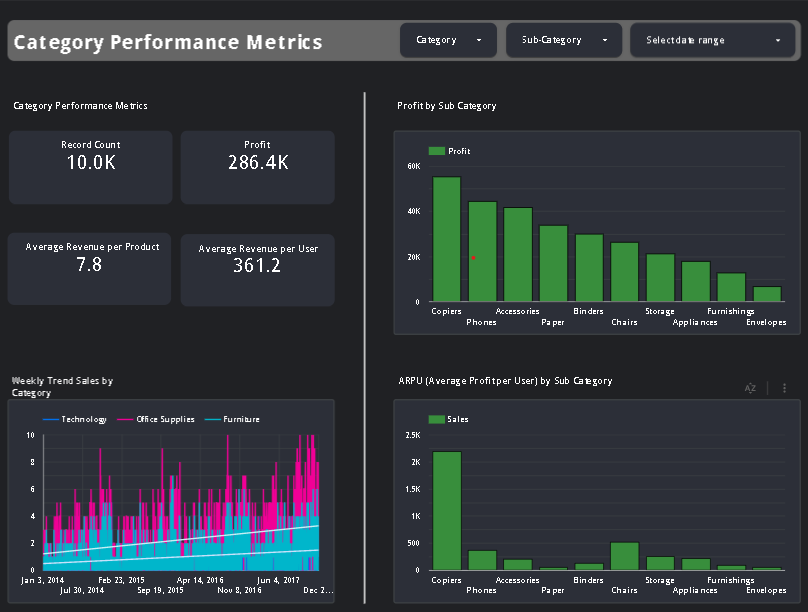 Category Performance Metrics
Category
Sub-Category
Select date range
Category Performance Metrics
Record Count
10.0K
Profit
286.4K
Average Revenue per Product
7.8
Average Revenue per User
361.2
Profit by Sub Category
Profit
60K
40K
20K
0
Copiers
Phones
Accessories
Paper
Binders
Chairs
Storage
Appliances
Furnishings
Envelopes
Weekly Trend Sales by
Category
Technology
Office Supplies
Furniture
10
8
6
4
2
0
Jan 3, 2014
Jul 30, 2014
Feb 23, 2015
Sep 19, 2015
Apr 14, 2016
Nov 8, 2016
Jun 4, 2017
Dec 2...
ARPU (Average Profit per User) by Sub Category
AZ
Sales
2.5K
2K
1.5K
1K
500
0
Copiers
Phones
Accessories
Paper
Binders
Chairs
Storage
Appliances
Furnishings
Envelopes